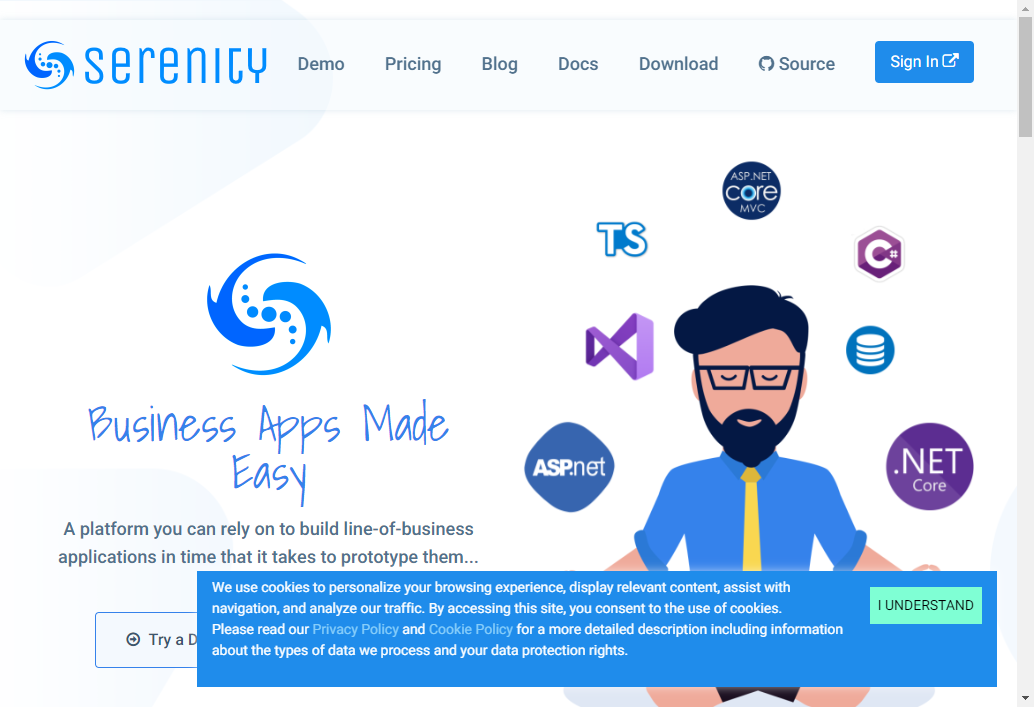 serenity
Demo
Pricing
Blog
Docs
Download
Source
Sign In
ASP.NET
core
MVC
TS
C#
Business Apps Made
Easy
ASP.net
.NET
Core
A platform you can rely on to build line-of-business
applications in time that it takes to prototype them...
Try a
We use cookies to personalize your browsing experience, display relevant content, assist with
navigation, and analyze our traffic. By accessing this site, you consent to the use of cookies.
Please read our Privacy Policy and Cookie Policy for a more detailed description including information
about the types of data we process and your data protection rights.
I UNDERSTAND